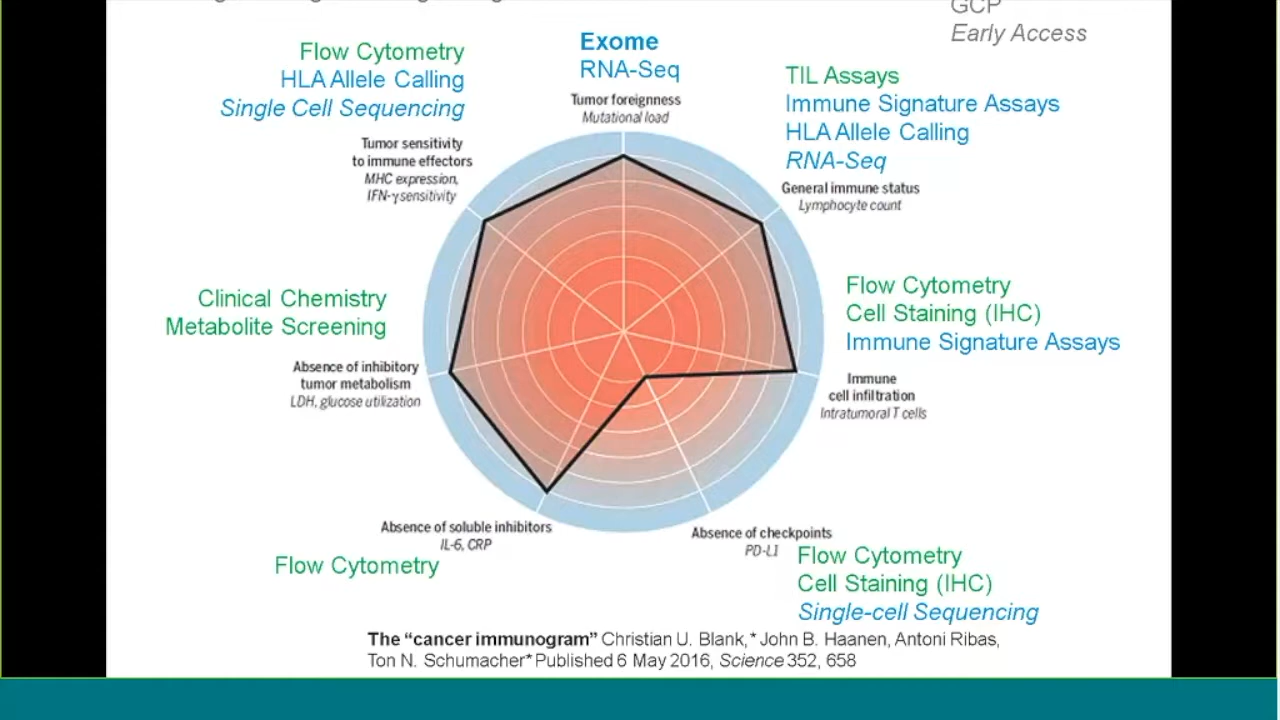 GCP
Early Access
Flow Cytometry
HLA Allele Calling
Single Cell Sequencing
Exome
RNA-Seq
TIL Assays
Immune Signature Assays
HLA Allele Calling
RNA-Seq
Tumor foreignness
Mutational load
Tumor sensitivity
to immune effectors
MHC expression,
IFN-γ sensitivity
General immune status
Lymphocyte count
Clinical Chemistry
Metabolite Screening
Flow Cytometry
Cell Staining (IHC)
Immune Signature Assays
Absence of inhibitory
tumor metabolism
LDH, glucose utilization
Immune
cell infiltration
Intratumoral T cells
Absence of soluble inhibitors
IL-6, CRP
Flow Cytometry
Absence of checkpoints
PD-L1
Flow Cytometry
Cell Staining (IHC)
Single-cell Sequencing
The “cancer immunogram” Christian U. Blank,* John B. Haanen, Antoni Ribas,
Ton N. Schumacher* Published 6 May 2016, Science 352, 658